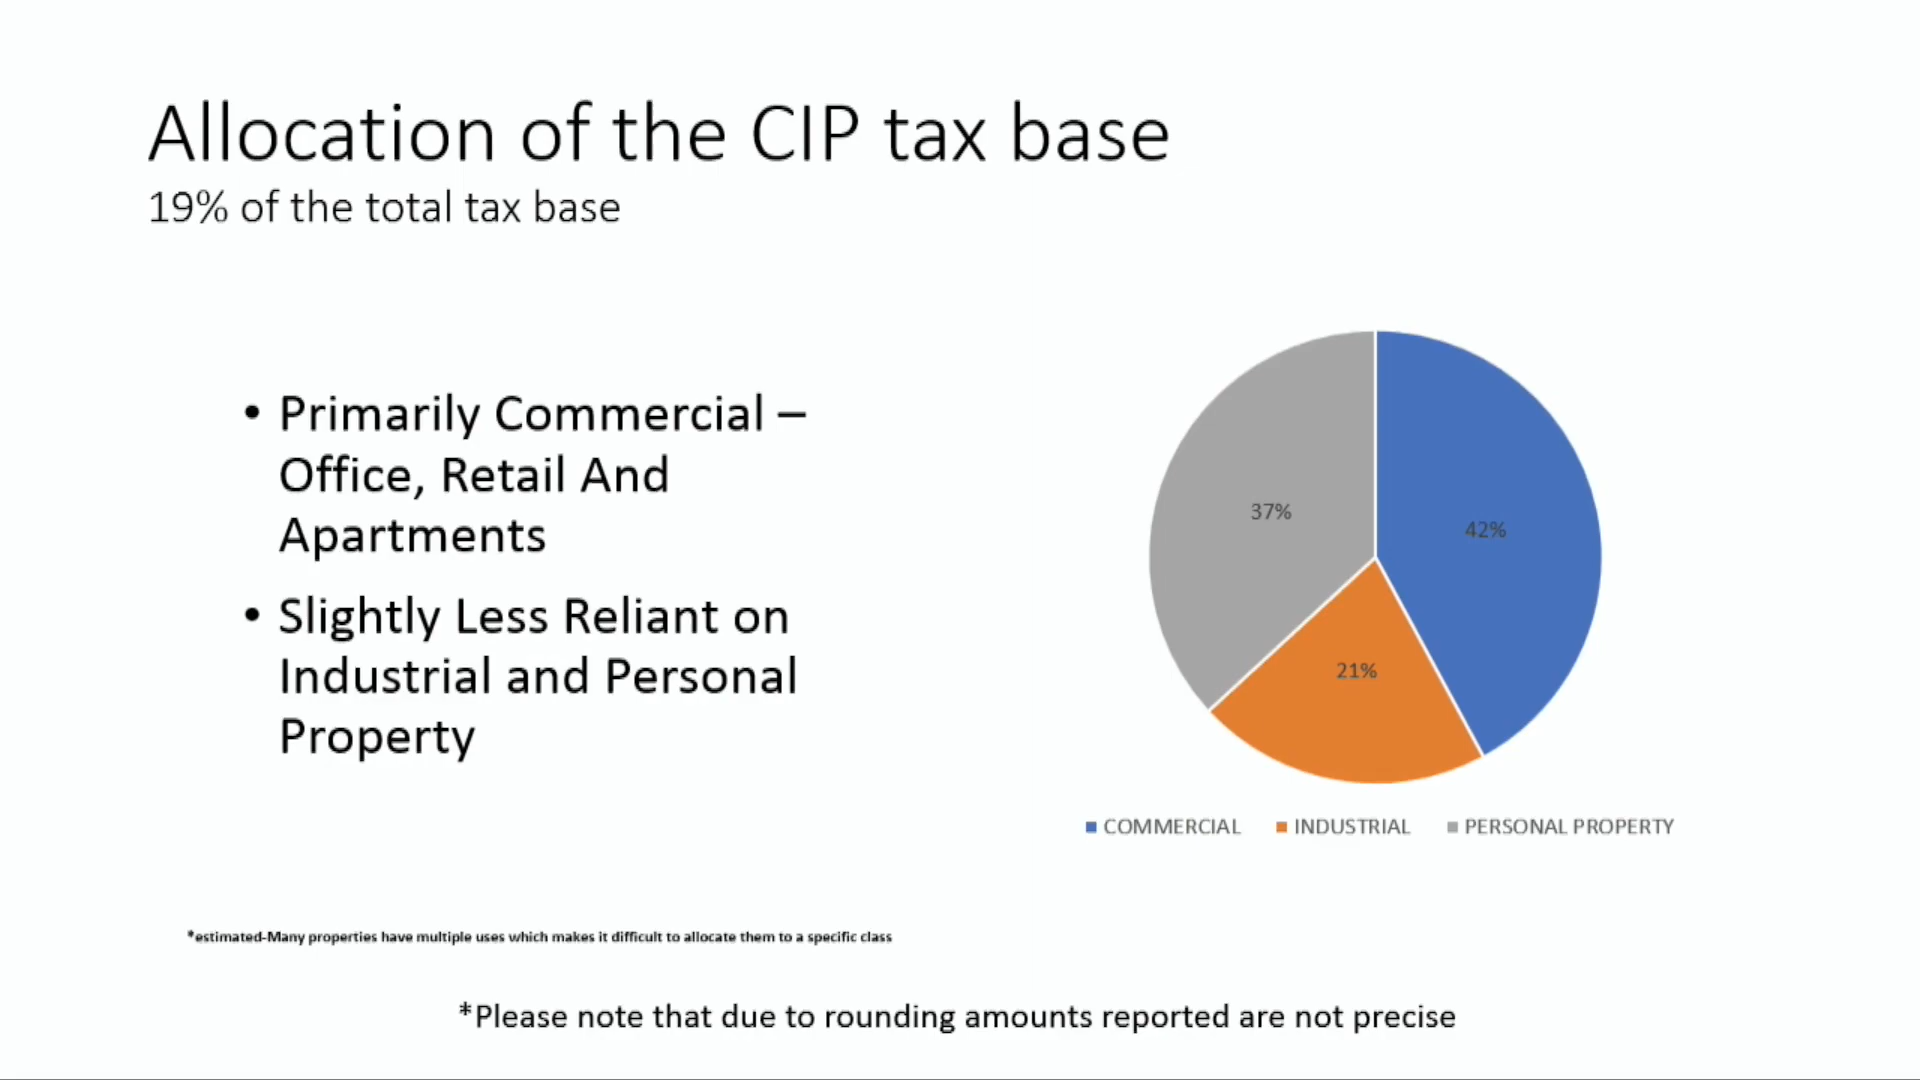 Allocation of the CIP tax base
19% of the total tax base
• Primarily Commercial –
Office, Retail And
Apartments
• Slightly Less Reliant on
Industrial and Personal
Property
37%
42%
21%
COMMERCIAL INDUSTRIAL PERSONAL PROPERTY
*estimated-Many properties have multiple uses which makes it difficult to allocate them to a specific class
*Please note that due to rounding amounts reported are not precise